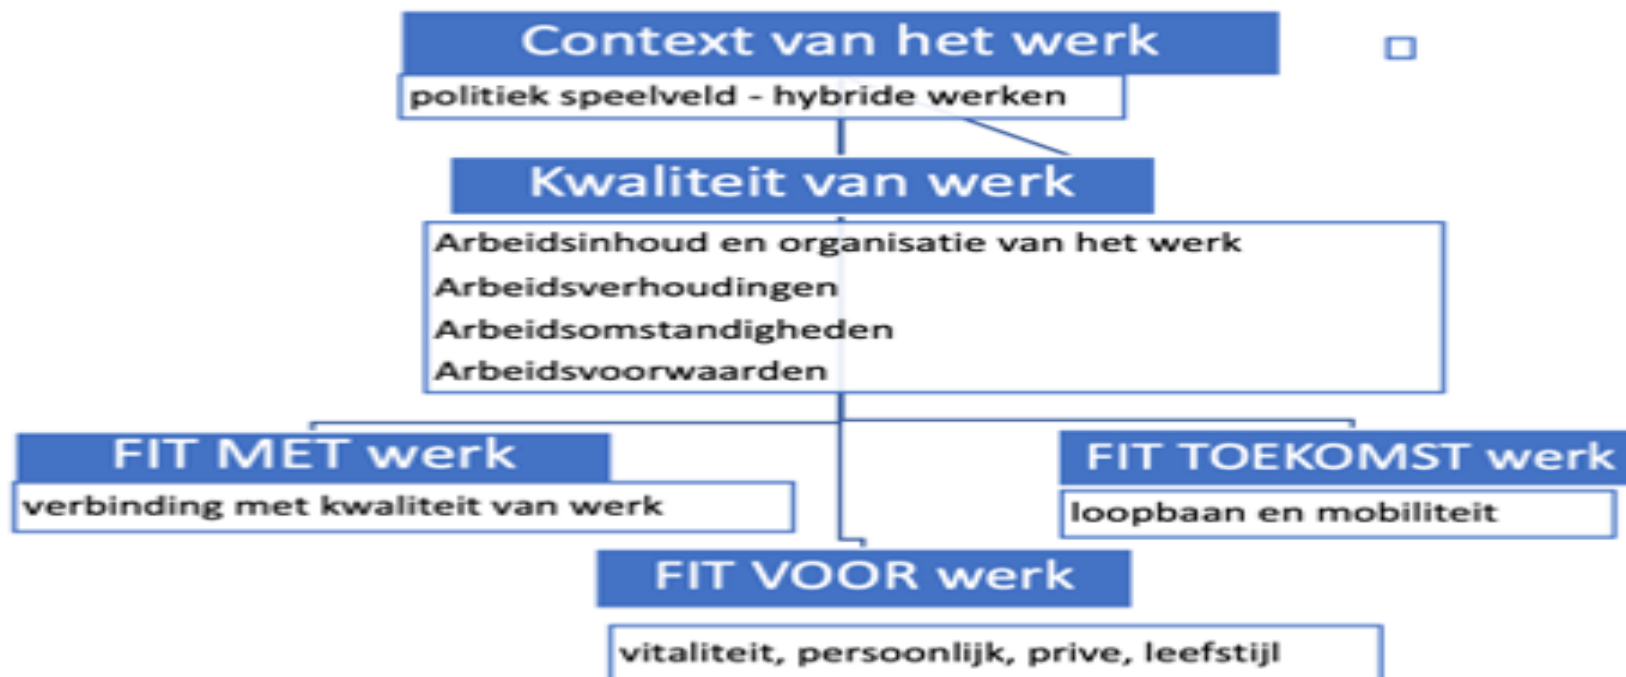 Context van het werk
politiek speelveld - hybride werken
Kwaliteit van werk
Arbeidsinhoud en organisatie van het werk
Arbeidsverhoudingen
Arbeidsomstandigheden
Arbeidsvoorwaarden
FIT MET werk
verbinding met kwaliteit van werk
FIT TOEKOMST werk
loopbaan en mobiliteit
FIT VOOR werk
vitaliteit, persoonlijk, prive, leefstijl